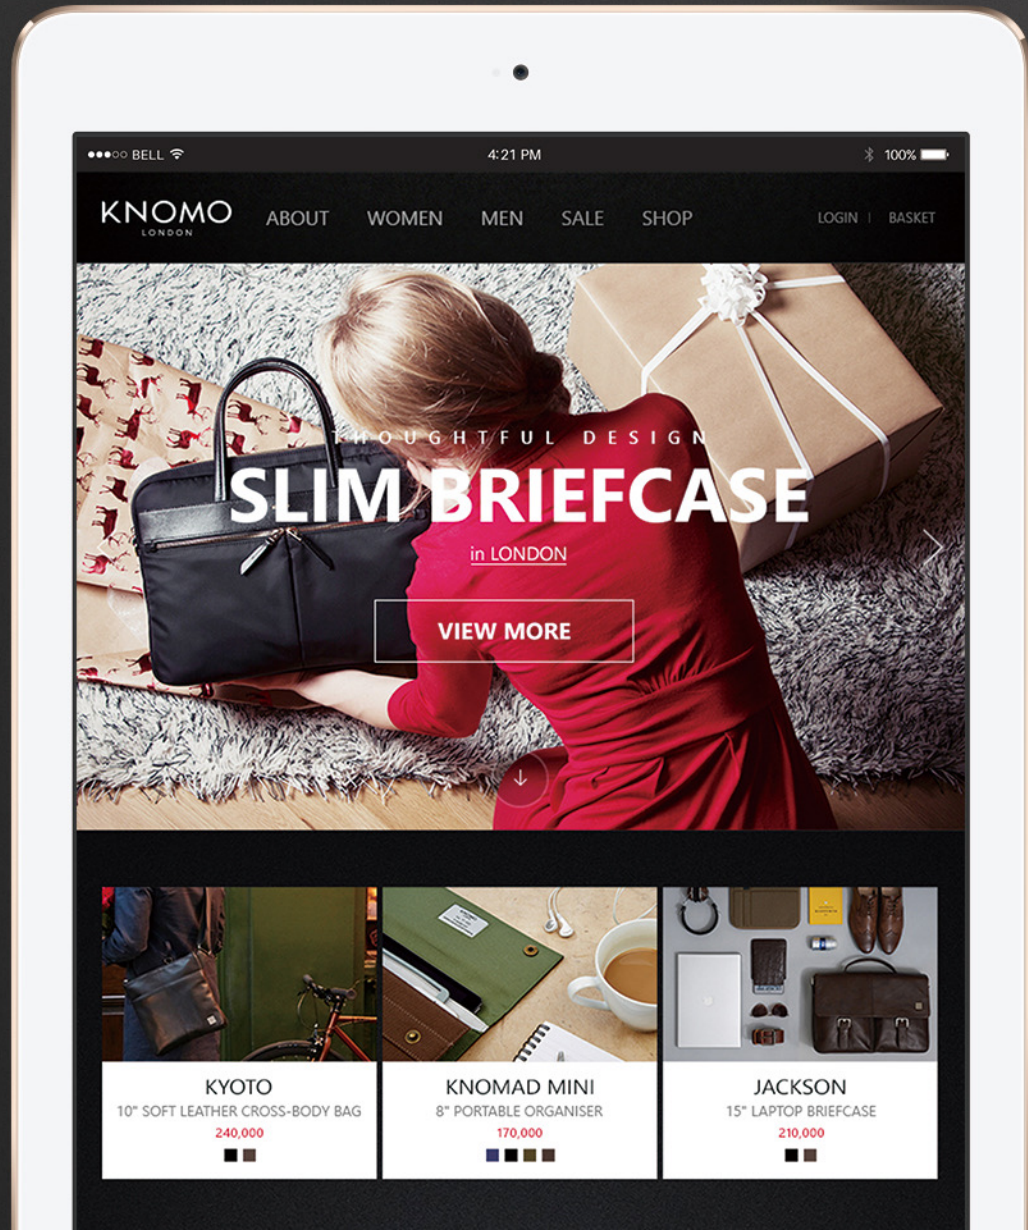 BELL
4:21 PM
100%
KNOMO
LONDON
ABOUT WOMEN MEN SALE SHOP
LOGIN | BASKET
THOUGHTFUL DESIGN
SLIM BRIEFCASE
in LONDON
VIEW MORE
KYOTO
10" SOFT LEATHER CROSS-BODY BAG
240,000
KNOMAD MINI
8" PORTABLE ORGANISER
170,000
JACKSON
15" LAPTOP BRIEFCASE
210,000